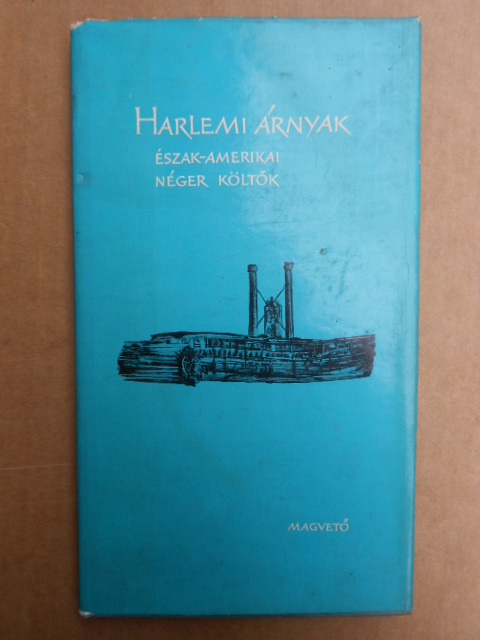 HARLEMI ÁRNYAK
ÉSZAK-AMERIKAI
NÉGER KÖLTŐK
MAGVETŐ